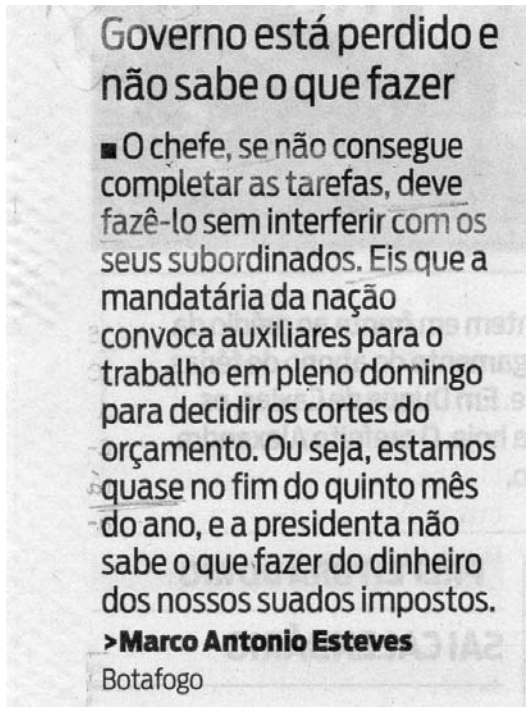 Governo está perdido e
não sabe o que fazer
■ O chefe, se não consegue
completar as tarefas, deve
fazê-lo sem interferir com os
seus subordinados. Eis que a
mandatária da nação
convoca auxiliares para o
trabalho em pleno domingo
para decidir os cortes do
orçamento. Ou seja, estamos
quase no fim do quinto mês
do ano, e a presidenta não
sabe o que fazer do dinheiro
dos nossos suados impostos.
>Marco Antonio Esteves
Botafogo